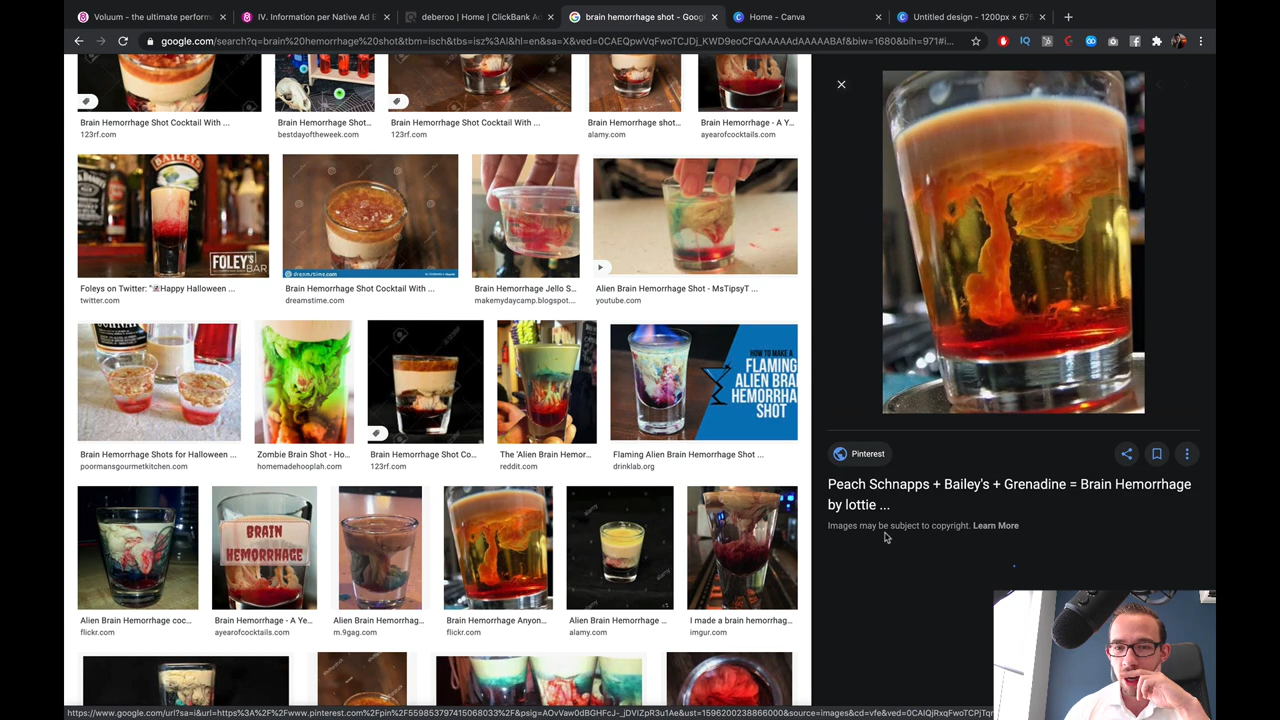 Voluum - the ultimate perform
IV. Information per Native Ad E
deberoo | Home | ClickBank Ac
brain hemorrhage shot - Goog
Home - Canva
Untitled design - 1200px × 675
google.com/search?q=brain%20hemorrhage%20shot&tbm=isch&tbs=isz%3Al&hl=en&sa=X&ved=0CAEQpwVqFwoTCJDj_KWD9eoCFQAAAAAdAAAAABAf&biw=1680&bih=971#i...
Brain Hemorrhage Shot Cocktail With ...
123rf.com
Brain Hemorrhage Shot...
bestdayoftheweek.com
Brain Hemorrhage Shot Cocktail With ...
123rf.com
Brain Hemorrhage shot...
alamy.com
Brain Hemorrhage - A Y...
ayearofcocktails.com
BAILEYS
FOLEY'S
BAR
dreamstime.com
Foleys on Twitter: "🎃Happy Halloween ...
twitter.com
Brain Hemorrhage Shot Cocktail With ...
dreamstime.com
Brain Hemorrhage Jello S...
makemydaycamp.blogspot....
Alien Brain Hemorrhage Shot - MsTipsyT ...
youtube.com
HOW TO MAKE A
FLAMING
ALIEN BRAI
HEMORRHA
SHOT
Brain Hemorrhage Shots for Halloween ...
poormansgourmetkitchen.com
Zombie Brain Shot - Ho...
homemadehooplah.com
Brain Hemorrhage Shot Co...
123rf.com
The 'Alien Brain Hemor...
reddit.com
Flaming Alien Brain Hemorrhage Shot ...
drinklab.org
BRAIN
HEMORRHAGE
Alien Brain Hemorrhage coc...
flickr.com
Brain Hemorrhage - A Ye...
ayearofcocktails.com
Alien Brain Hemorrhag...
m.9gag.com
Brain Hemorrhage Anyon...
flickr.com
Alien Brain Hemorrhage ...
alamy.com
I made a brain hemorrhag...
imgur.com
Pinterest
Peach Schnapps + Bailey's + Grenadine = Brain Hemorrhage
by lottie ...
Images may be subject to copyright. Learn More